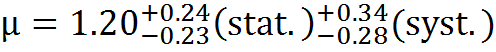 μ = 1.20^{+0.24}_{−0.23}(stat.)^{+0.34}_{−0.28}(syst.)